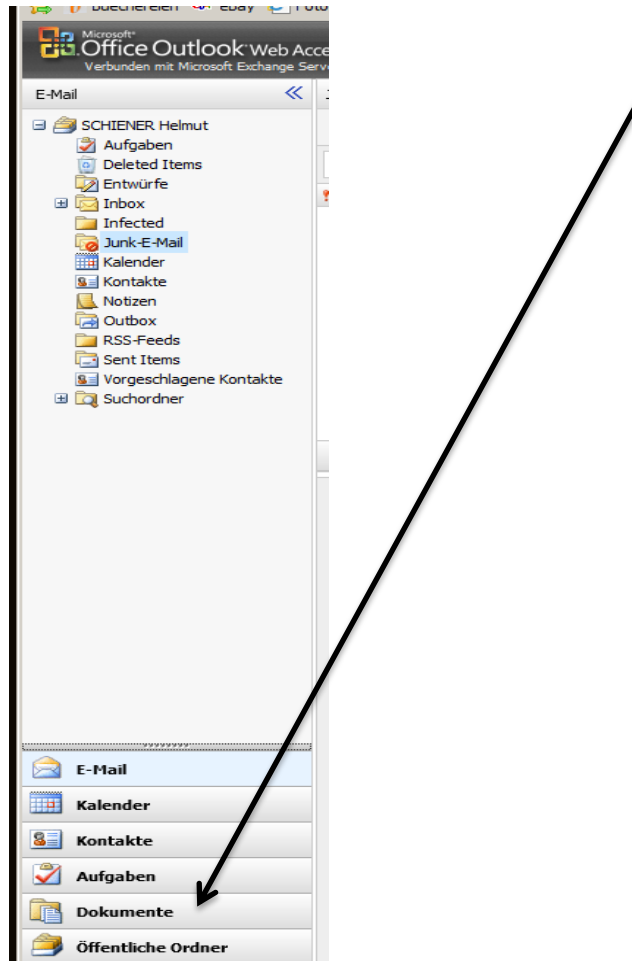 buechereien ebay
Microsoft
Office Outlook Web Acce
Verbunden mit Microsoft Exchange Serv
E-Mail
SCHIENER Helmut
Aufgaben
Deleted Items
Entwürfe
Inbox
Infected
Junk-E-Mail
Kalender
Kontakte
Notizen
Outbox
RSS-Feeds
Sent Items
Vorgeschlagene Kontakte
Suchordner
E-Mail
Kalender
Kontakte
Aufgaben
Dokumente
Öffentliche Ordner